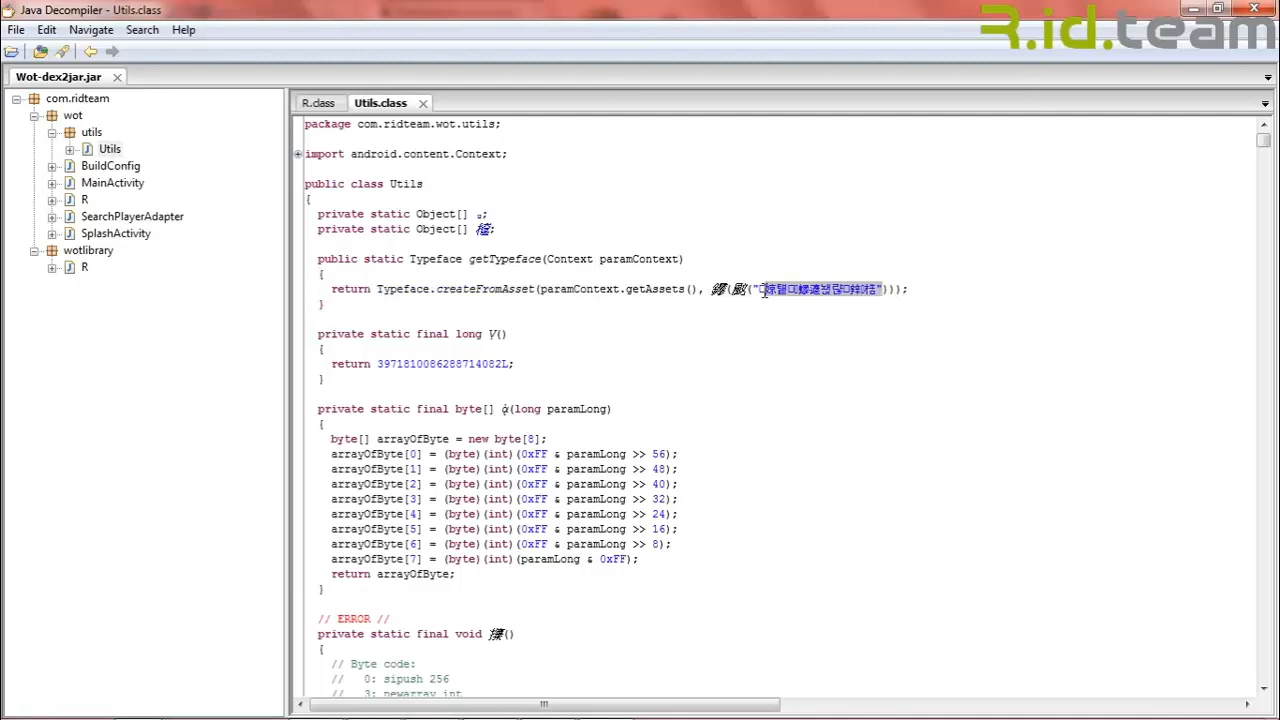 Java Decompiler - Utils.class
R.id.team
File Edit Navigate Search Help
Wot-dex2jar.jar
com.ridteam
wot
utils
Utils
BuildConfig
MainActivity
R
SearchPlayerAdapter
SplashActivity
wotlibrary
R
R.class Utils.class
package com.ridteam.wot.utils;
import android.content.Context;
public class Utils
{
private static Object[]
private static Object[]
public static Typeface getTypeface(Context paramContext)
{
return Typeface.createFromAsset(paramContext.getAssets(),
}
private static final long V()
{
return 3971810086288714082L;
}
private static final byte[] (long paramLong)
{
byte[] arrayOfByte = new byte[8];
arrayOfByte[0] = (byte)(int)(0xFF & paramLong >> 56);
arrayOfByte[1] = (byte)(int)(0xFF & paramLong >> 48);
arrayOfByte[2] = (byte)(int)(0xFF & paramLong >> 40);
arrayOfByte[3] = (byte)(int)(0xFF & paramLong >> 32);
arrayOfByte[4] = (byte)(int)(0xFF & paramLong >> 24);
arrayOfByte[5] = (byte)(int)(0xFF & paramLong >> 16);
arrayOfByte[6] = (byte)(int)(0xFF & paramLong >> 8);
arrayOfByte[7] = (byte)(int)(paramLong & 0xFF);
return arrayOfByte;
}
// ERROR //
private static final void ()
{
// Byte code:
// 0: sipush 256
// 3: newarray int